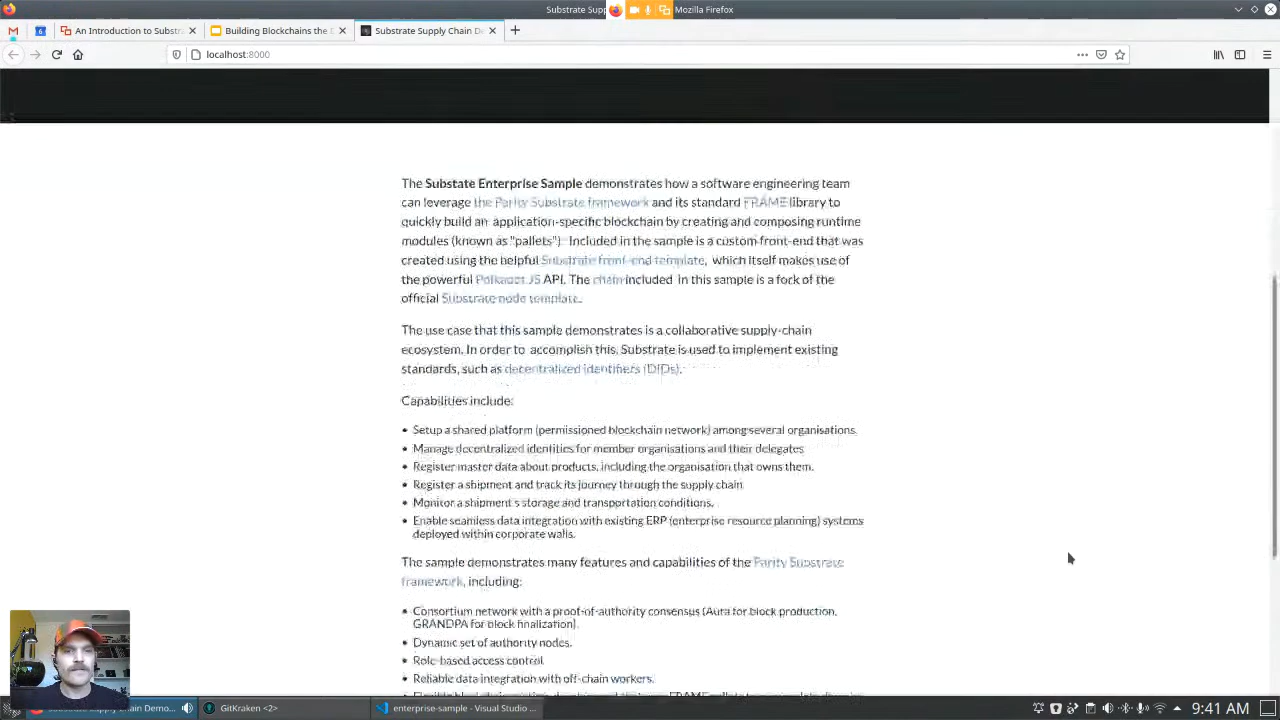 Substrate Supp
Mozilla Firefox
An Introduction to Substr
Building Blockchains the
Substrate Supply Chain D
localhost:8000
The Substate Enterprise Sample demonstrates how a software engineering team
can leverage the Parity Substrate framework and its standard FRAME library to
quickly build an application-specific blockchain by creating and composing runtime
modules (known as "pallets"). Included in the sample is a custom front-end that was
created using the helpful Substrate front-end template, which itself makes use of
the powerful Polkadot JS API. The chain included in this sample is a fork of the
official Substrate node template.
The use case that this sample demonstrates is a collaborative supply-chain
ecosystem. In order to accomplish this, Substrate is used to implement existing
standards, such as decentralized identifiers (DIDs).
Capabilities include:
• Setup a shared platform (permissioned blockchain network) among several organisations.
• Manage decentralized identities for member organisations and their delegates
• Register master data about products, including the organisation that owns them.
• Register a shipment and track its journey through the supply chain
• Monitor a shipment's storage and transportation conditions.
• Enable seamless data integration with existing ERP (enterprise resource planning) systems
deployed within corporate walls.
The sample demonstrates many features and capabilities of the Parity Substrate
framework, including:
• Consortium network with a proof-of-authority consensus (Aura for block production,
GRANDPA for block finalization).
• Dynamic set of authority nodes.
• Role-based access control
• Reliable data integration with off-chain workers.
Substrate Supply Chain Demo...
GitKraken <2>
enterprise-sample - Visual Studio ...
9:41 AM